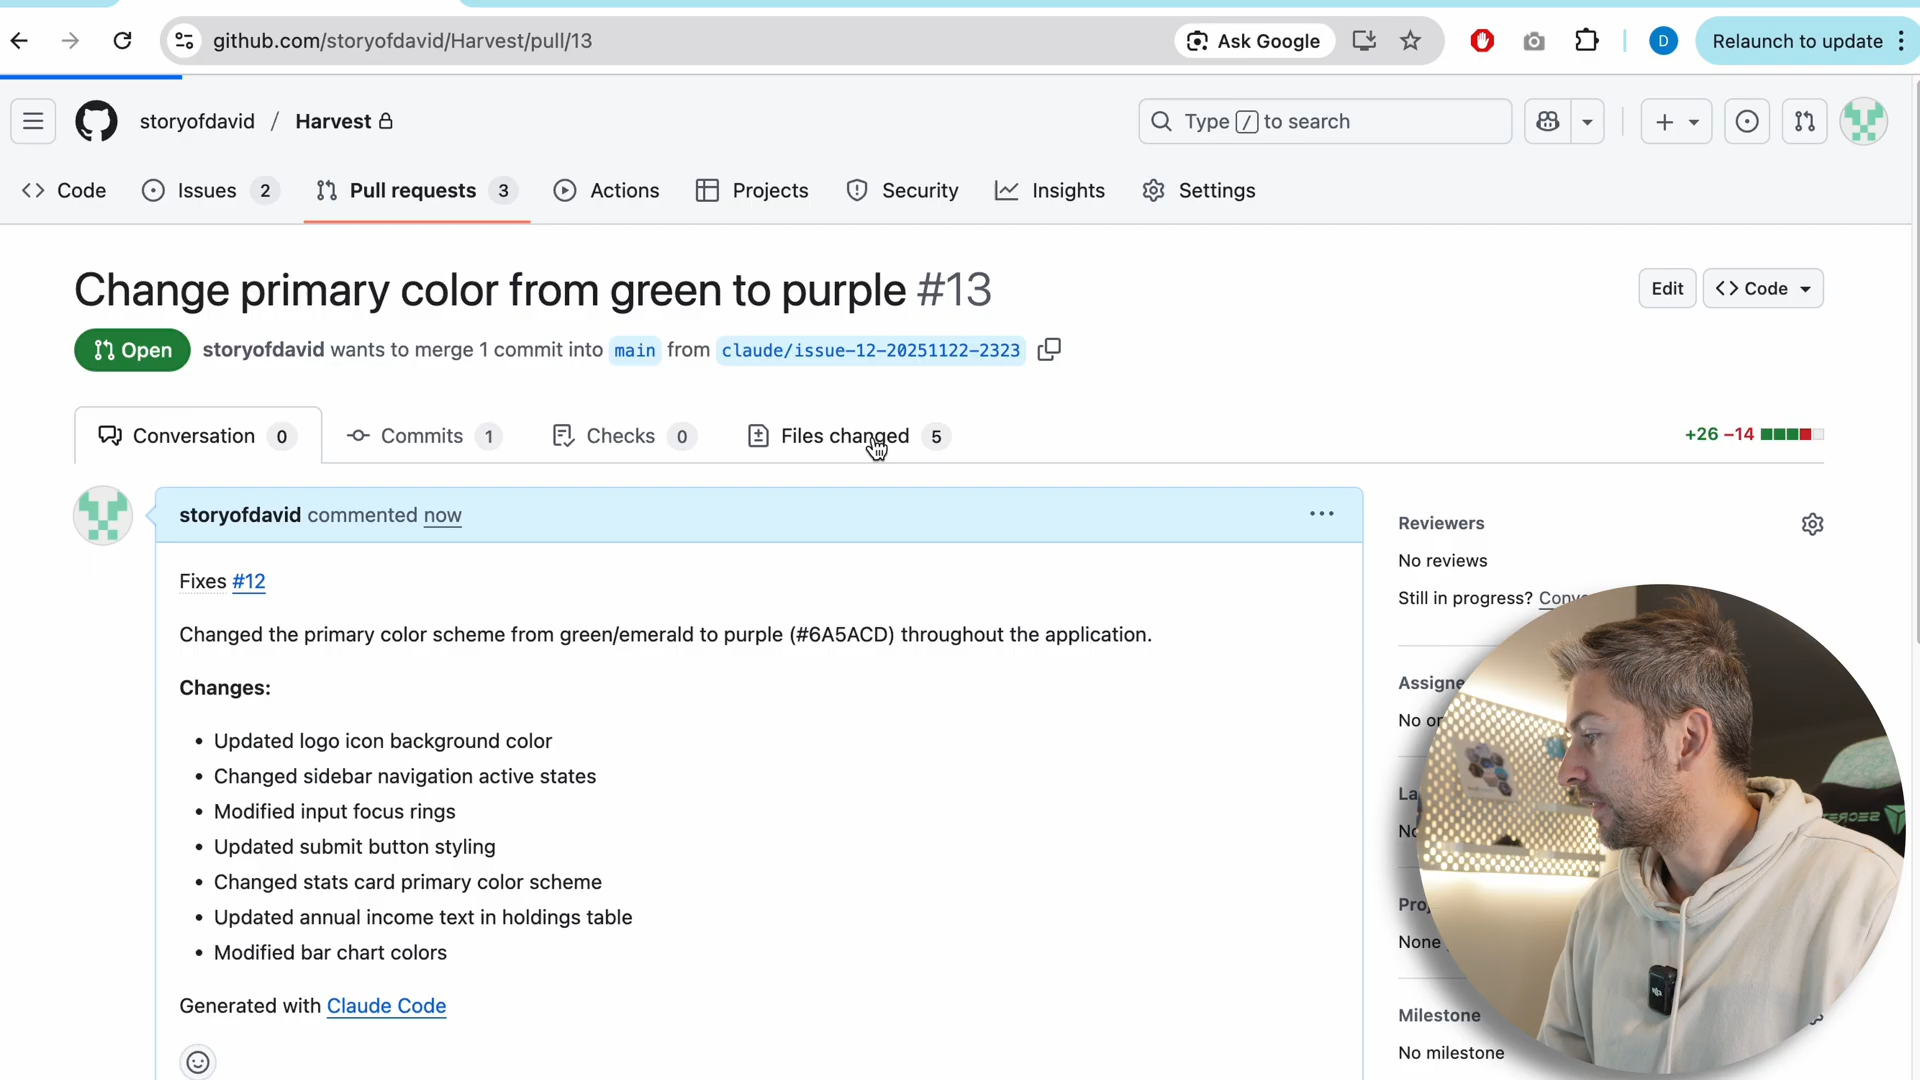 github.com/storyofdavid/Harvest/pull/13
Ask Google
D
Relaunch to update
storyofdavid / Harvest
Type / to search
Code
Issues 2
Pull requests 3
Actions
Projects
Security
Insights
Settings
Change primary color from green to purple #13
Edit
Code
Open
storyofdavid wants to merge 1 commit into main from claude/issue-12-20251122-2323
Conversation 0
Commits 1
Checks 0
Files changed 5
+26 −14
storyofdavid commented now
Fixes #12
Changed the primary color scheme from green/emerald to purple (#6A5ACD) throughout the application.
Changes:
• Updated logo icon background color
• Changed sidebar navigation active states
• Modified input focus rings
• Updated submit button styling
• Changed stats card primary color scheme
• Updated annual income text in holdings table
• Modified bar chart colors
Generated with Claude Code
Reviewers
No reviews
Still in progress?
No
None
Milestone
No milestone